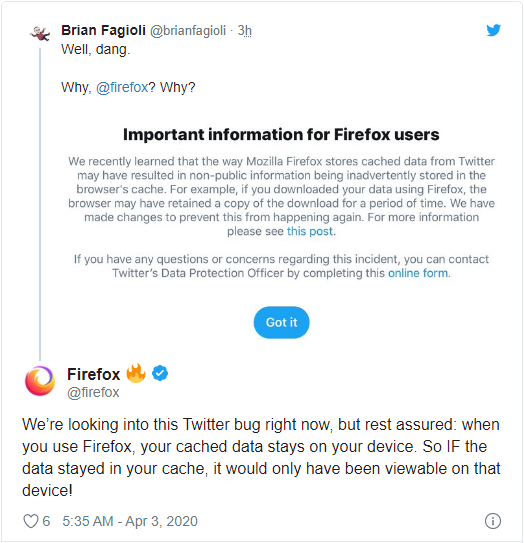 Brian Fagioli @brianfagioli · 3h
Well, dang.
Why, @firefox? Why?
Important information for Firefox users
We recently learned that the way Mozilla Firefox stores cached data from Twitter
may have resulted in non-public information being inadvertently stored in the
browser's cache. For example, if you downloaded your data using Firefox, the
browser may have retained a copy of the download for a period of time. We have
made changes to prevent this from happening again. For more information
please see this post.
If you have any questions or concerns regarding this incident, you can contact
Twitter's Data Protection Officer by completing this online form.
Got it
Firefox 🔥
@firefox
We’re looking into this Twitter bug right now, but rest assured: when
you use Firefox, your cached data stays on your device. So IF the
data stayed in your cache, it would only have been viewable on that
device!
6 5:35 AM - Apr 3, 2020